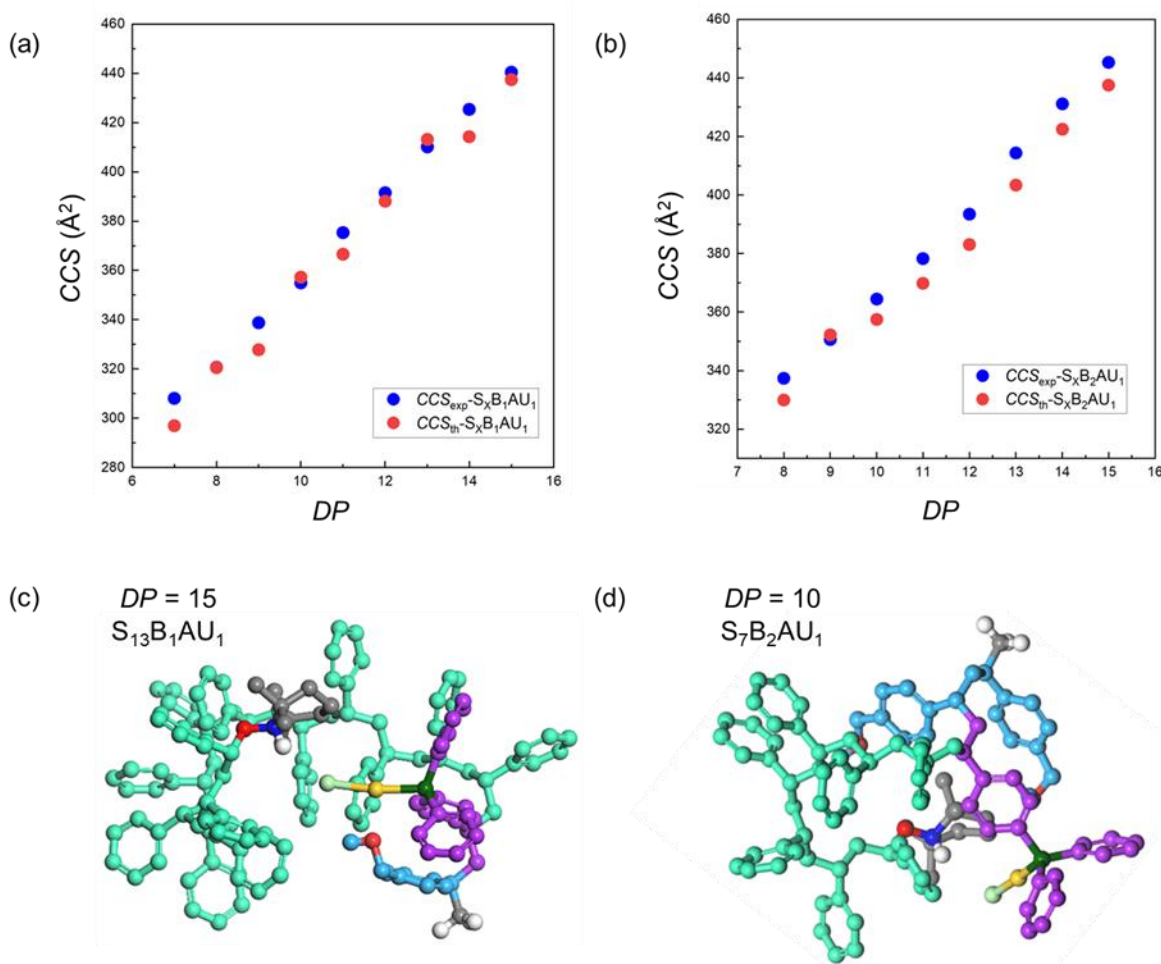 (a)
460
440
420
400
380
360
340
320
300
280
CCS (Å²)
6 8 10 12 14 16
DP
CCSexp-SXB1AU1
CCSth-SXB1AU1
(b)
460
440
420
400
380
360
340
320
CCS (Å²)
7 8 9 10 11 12 13 14 15 16
DP
CCSexp-SXB2AU1
CCSth-SXB2AU1
(c)
DP = 15
S13B1AU1
(d)
DP = 10
S7B2AU1